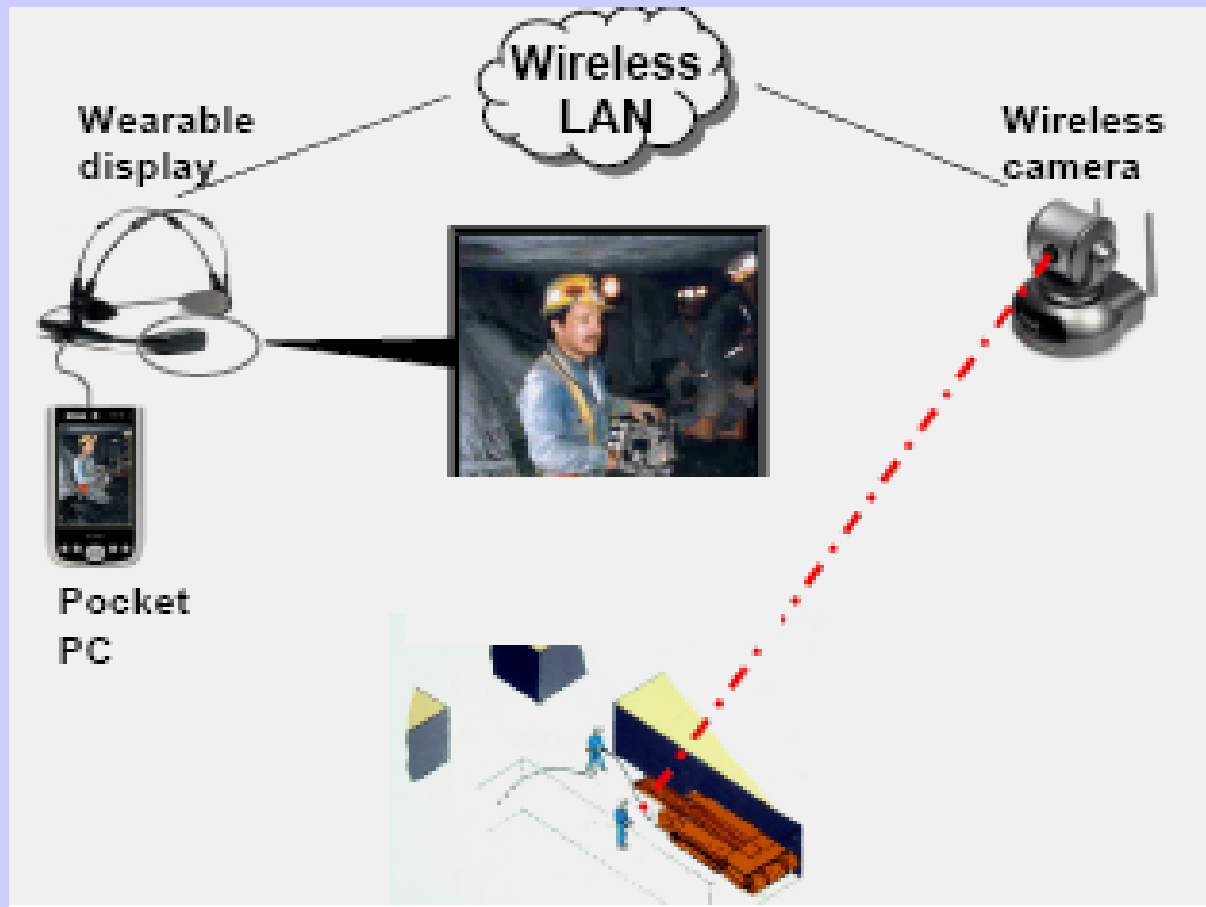 Wireless
LAN
Wearable
display
Wireless
camera
Pocket
PC